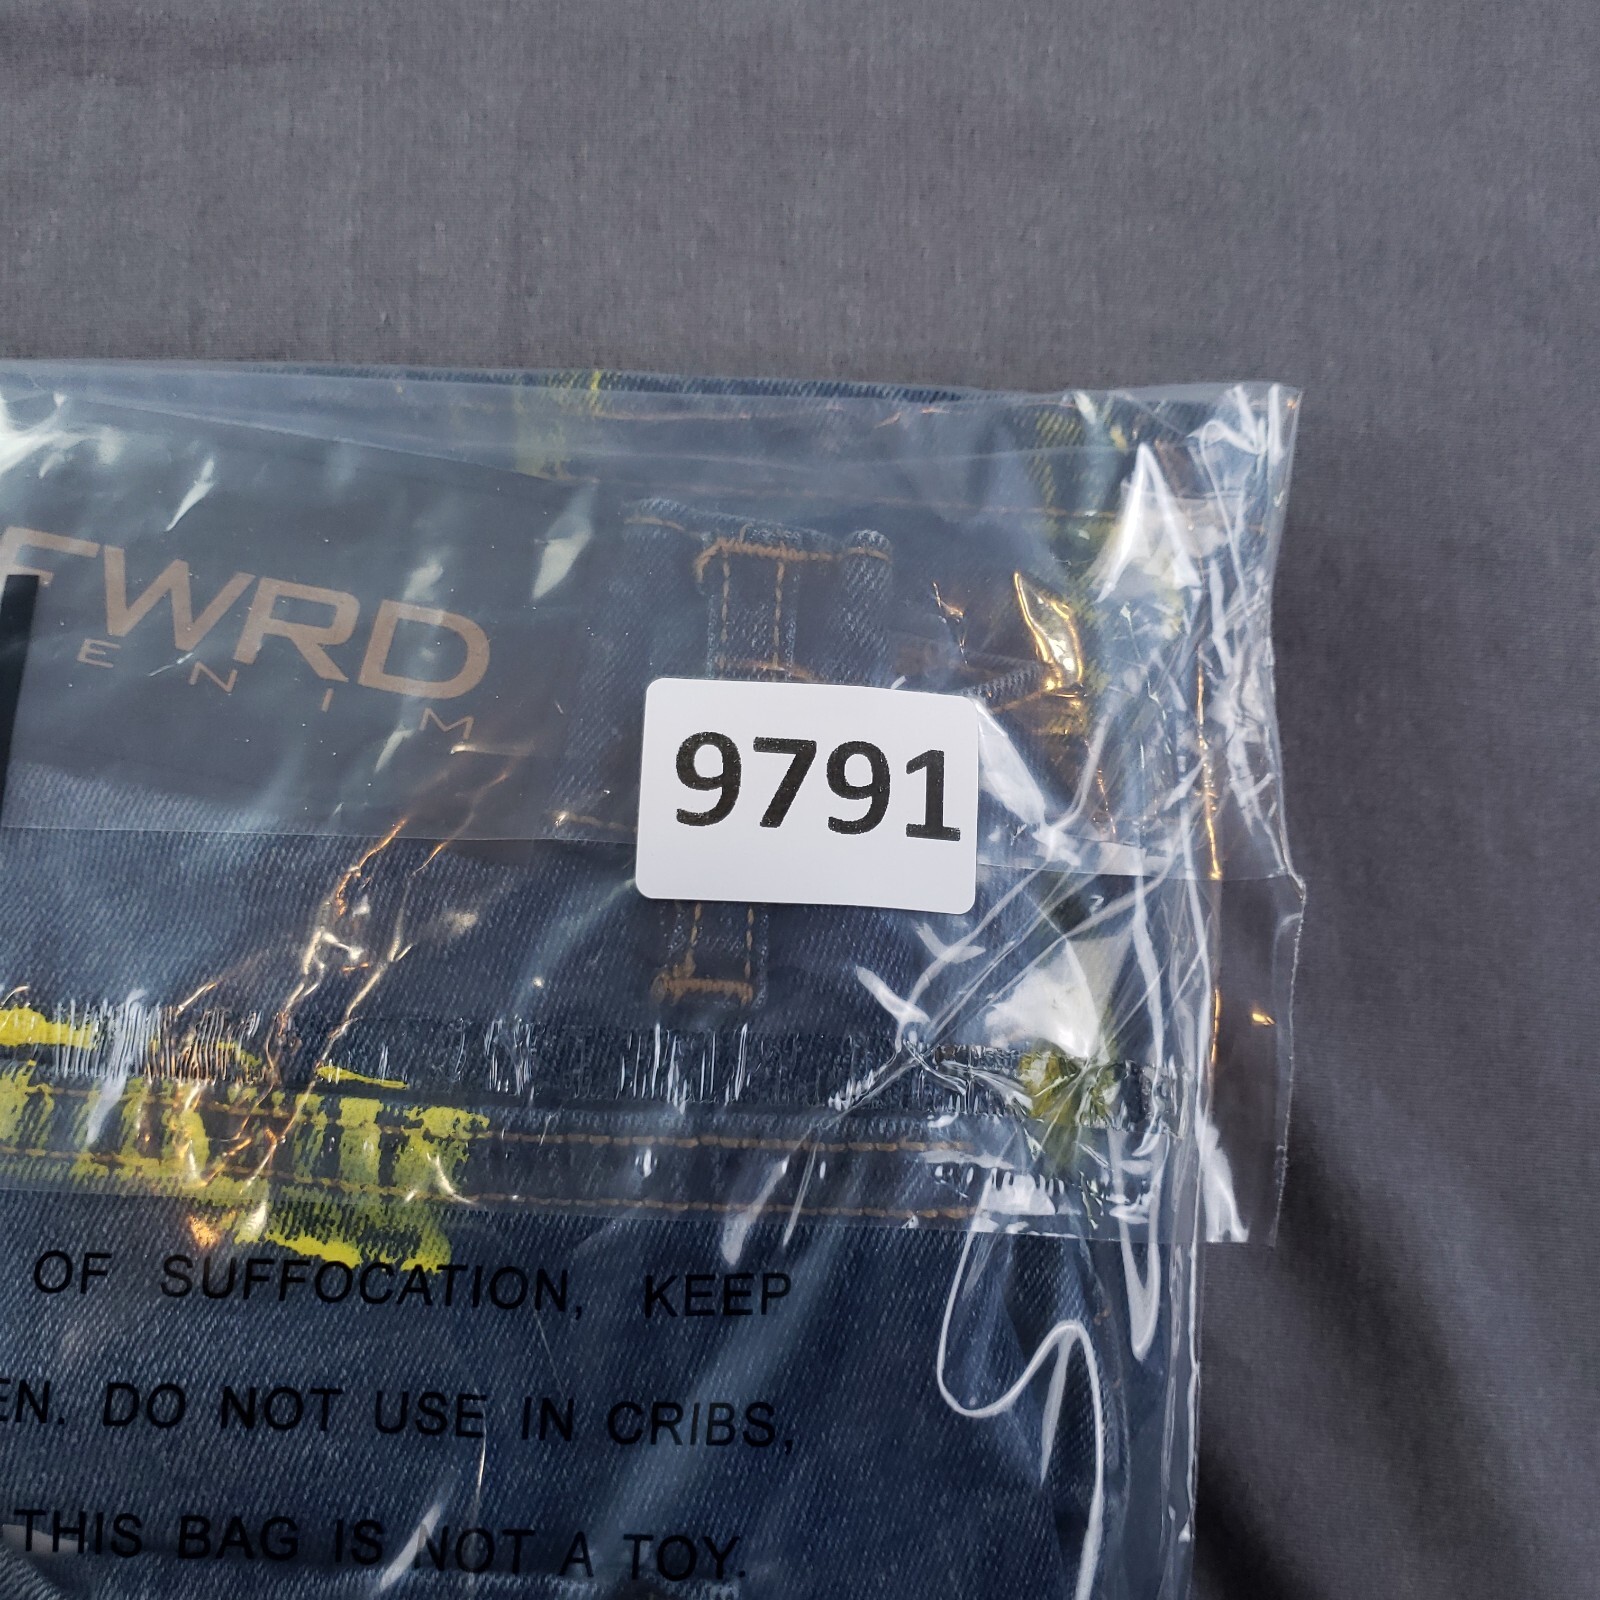 FWRD
ENIM
9791
OF SUFFOCATION, KEEP
EN. DO NOT USE IN CRIBS,
THIS BAG IS NOT A TOY.